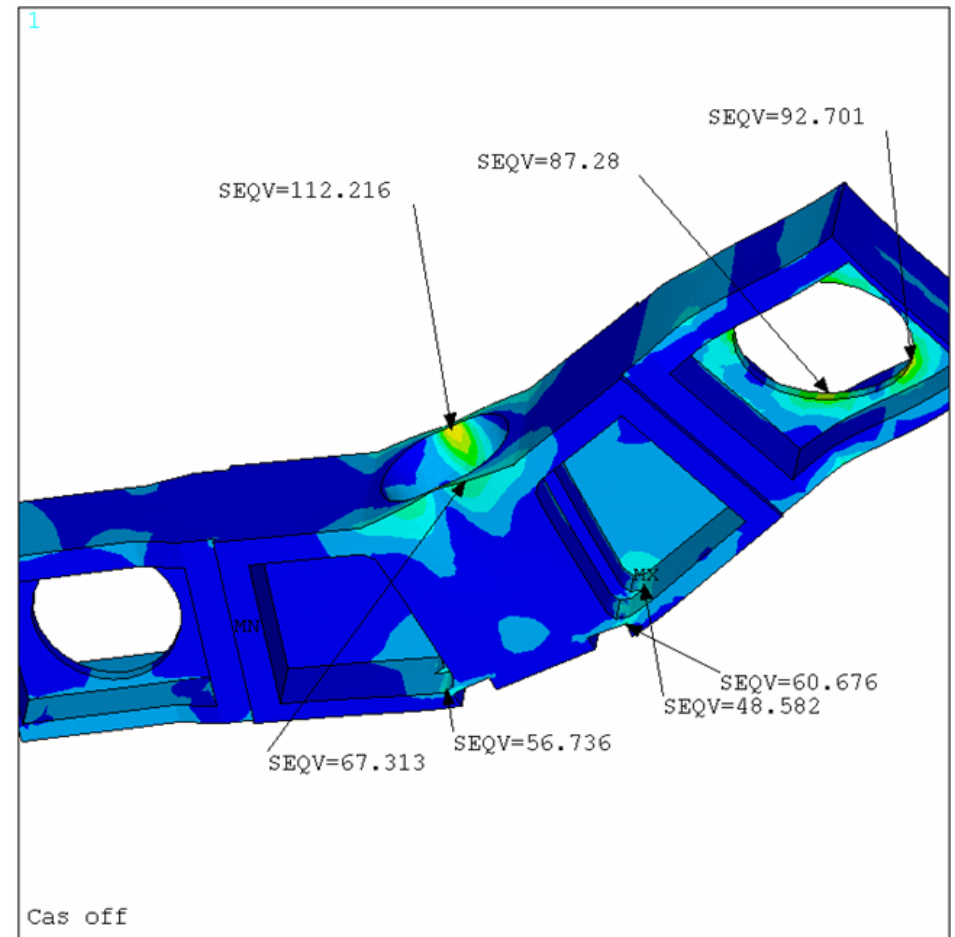 1
SEQV=92.701
SEQV=87.28
SEQV=112.216
MX
MN
SEQV=60.676
SEQV=48.582
SEQV=56.736
SEQV=67.313
Cas off